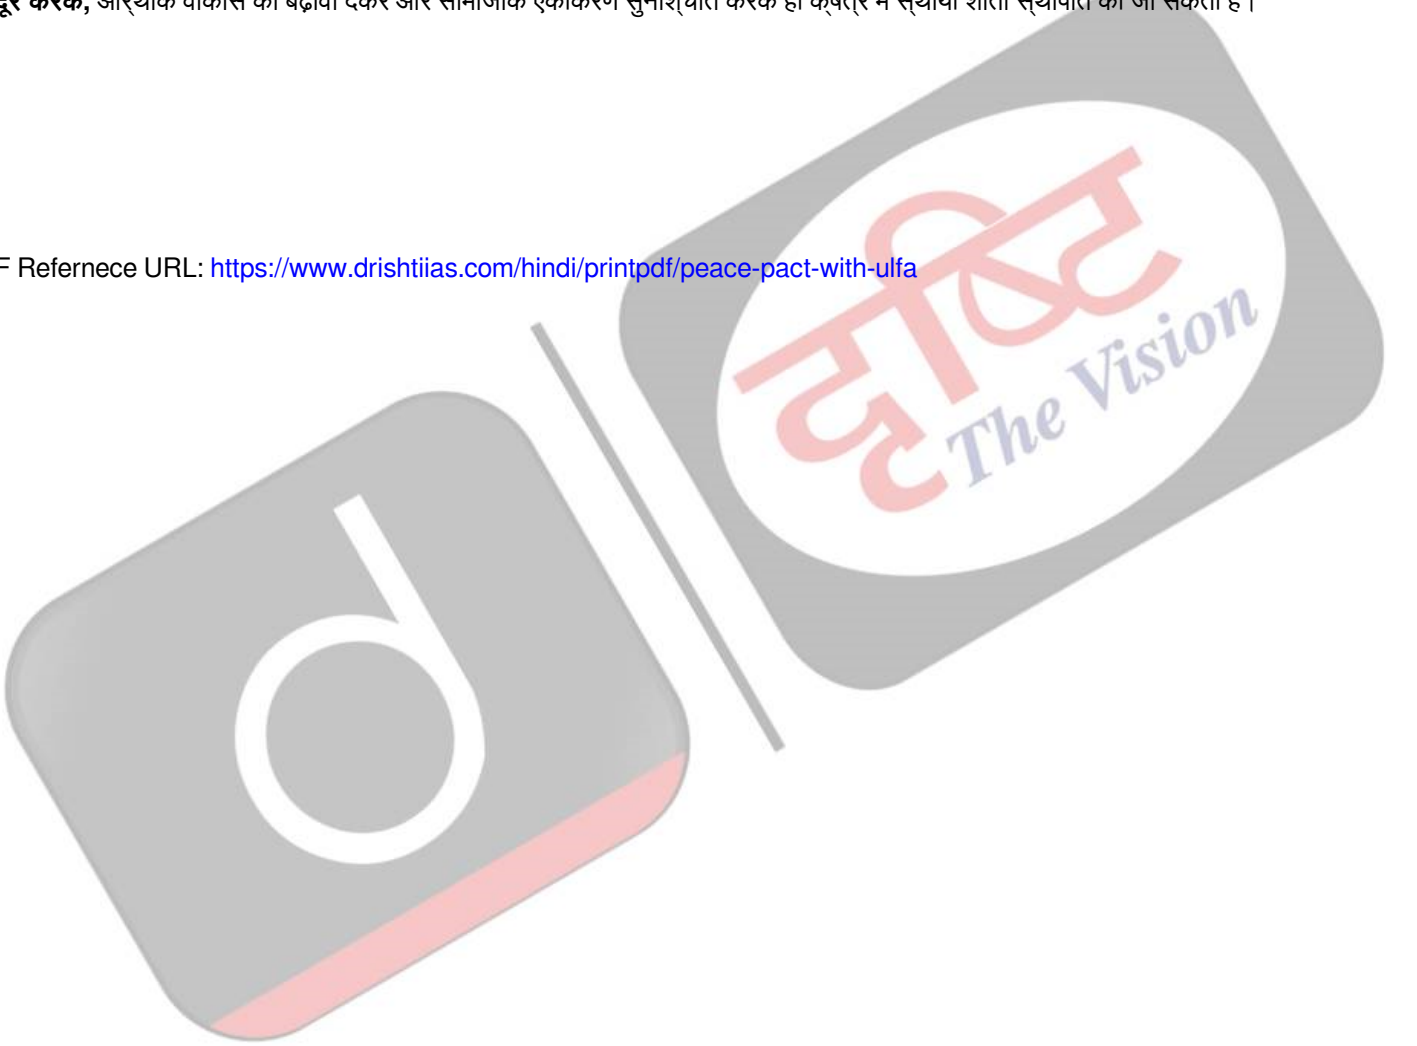 दूर करके, आर्थिक विकास को बढ़ावा देकर और सामाजिक एकीकरण सुनिश्चित करके ही क्षेत्र में स्थायी शांति स्थापित की जा सकती है।
F Refernece URL: https://www.drishtiias.com/hindi/printpdf/peace-pact-with-ulfa
दृष्टि
The Vision
d